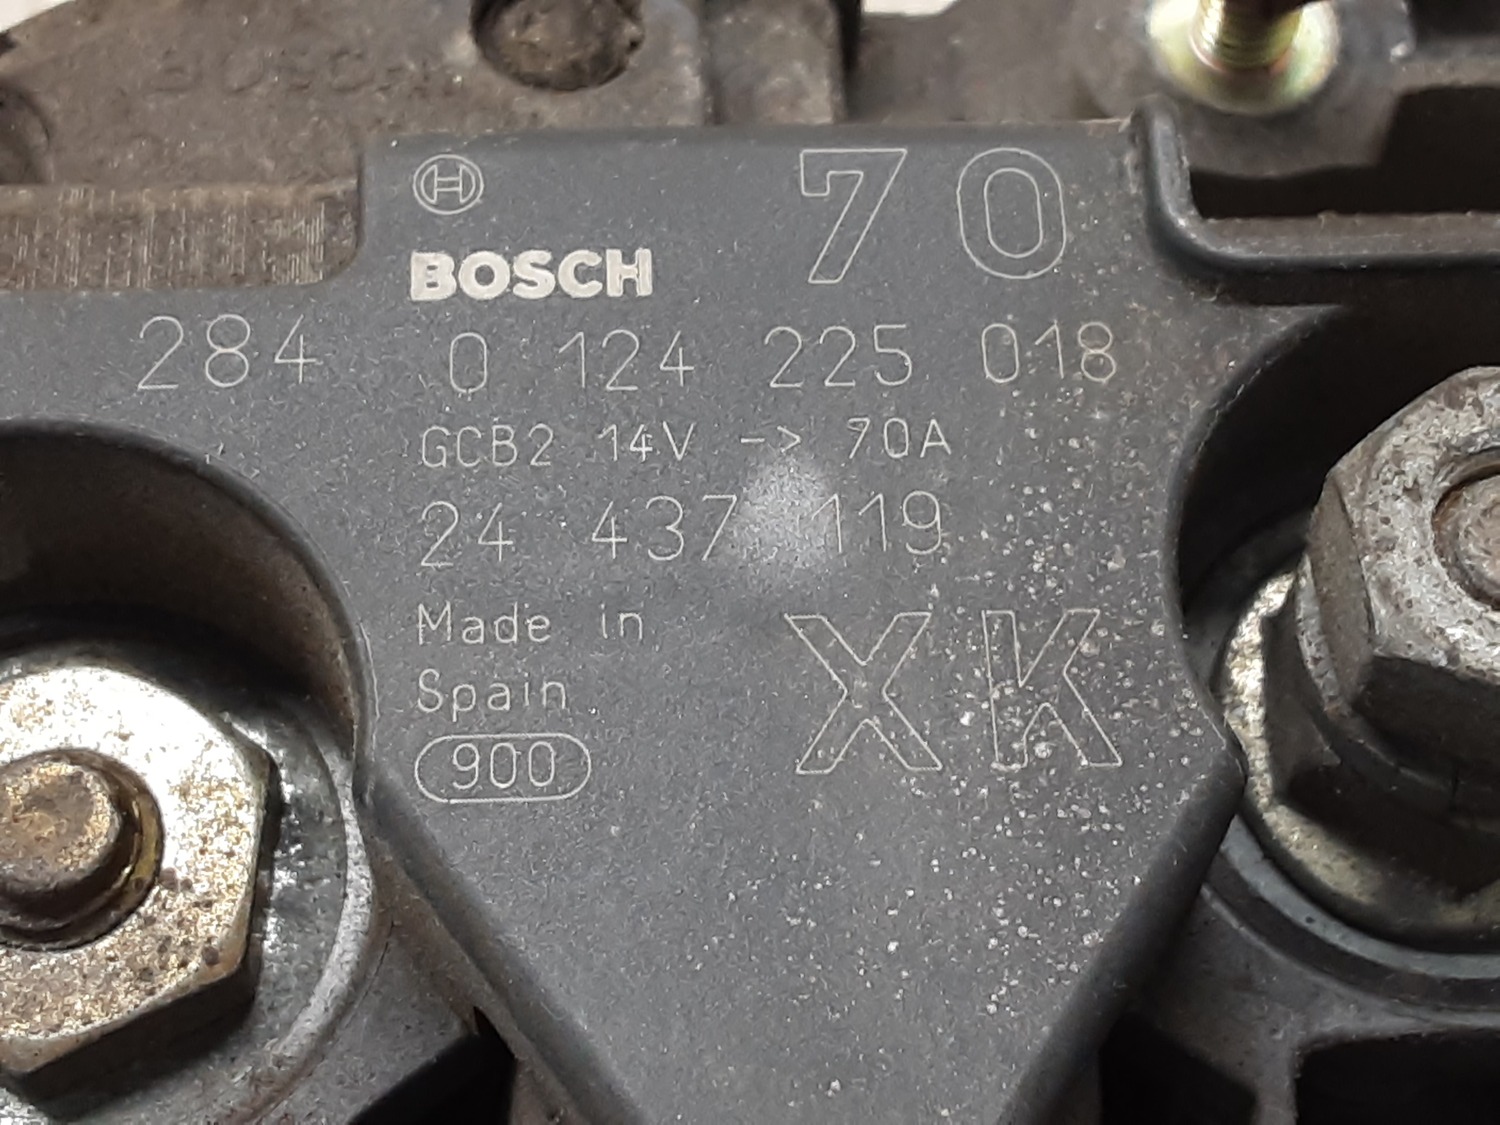 70
BOSCH
284 0 124 225 018
GCB2 14V -> 70A
24 437 119
Made in
Spain
XK
900